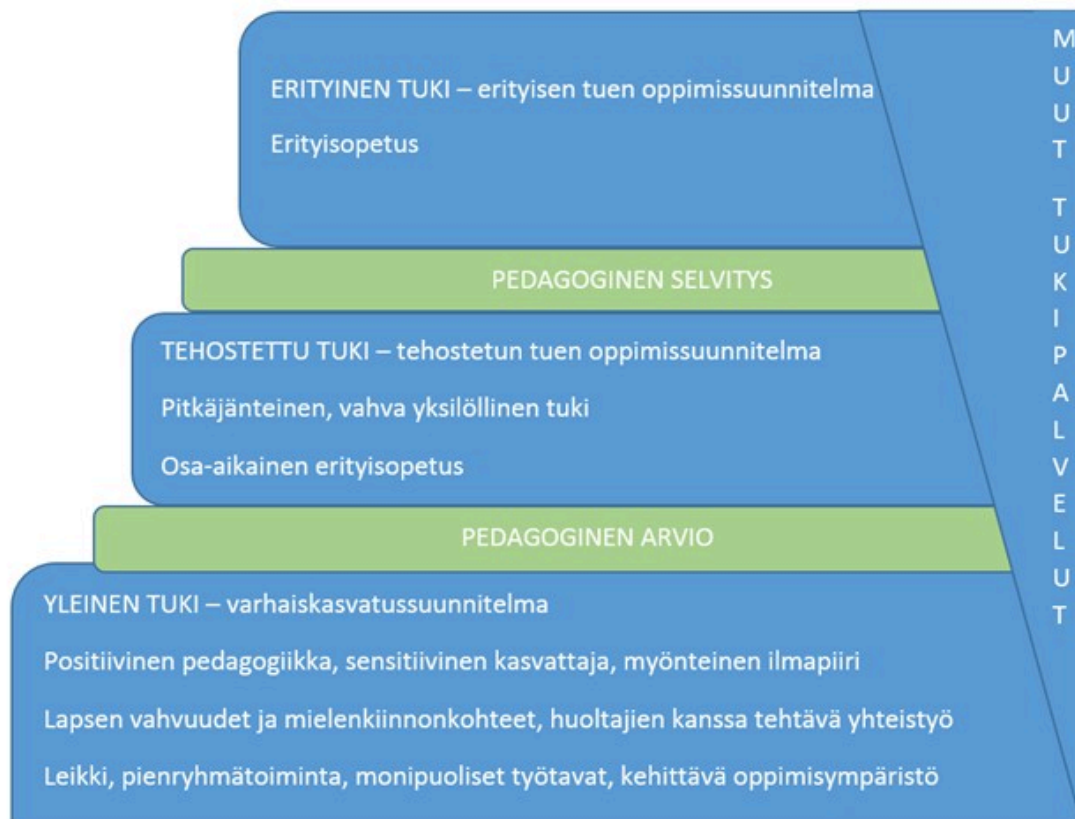 ERITYINEN TUKI – erityisen tuen oppimissuunnitelma
Erityisopetus
PEDAGOGINEN SELVITYS
TEHOSTETTU TUKI – tehostetun tuen oppimissuunnitelma
Pitkäjänteinen, vahva yksilöllinen tuki
Osa-aikainen erityisopetus
PEDAGOGINEN ARVIO
YLEINEN TUKI – varhaiskasvatussuunnitelma
Positiivinen pedagogiikka, sensitiivinen kasvattaja, myönteinen ilmapiiri
Lapsen vahvuudet ja mielenkiinnonkohteet, huoltajien kanssa tehtävä yhteistyö
Leikki, pienryhmätoiminta, monipuoliset työtavat, kehittävä oppimisympäristö
MUUT TUKIPALVELUT